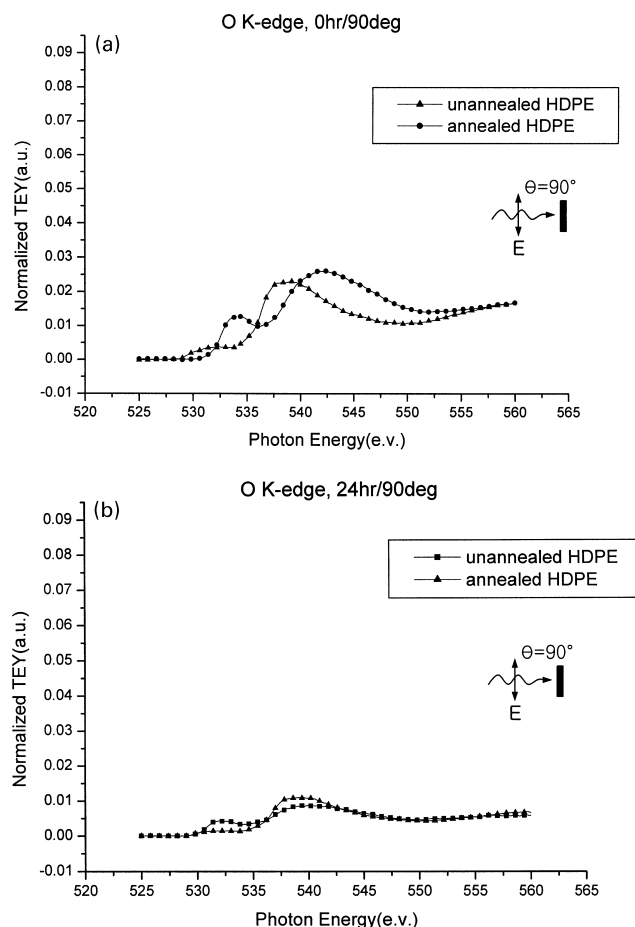 O K-edge, 0hr/90deg
(a)
0.09
0.08
0.07
0.06
0.05
0.04
0.03
0.02
0.01
0.00
-0.01
Normalized TEY(a.u.)
unannealed HDPE
annealed HDPE
Θ=90°
E
520 525 530 535 540 545 550 555 560 565
Photon Energy(e.v.)
O K-edge, 24hr/90deg
(b)
0.09
0.08
0.07
0.06
0.05
0.04
0.03
0.02
0.01
0.00
-0.01
Normalized TEY(a.u.)
unannealed HDPE
annealed HDPE
Θ=90°
E
520 525 530 535 540 545 550 555 560 565
Photon Energy(e.v.)